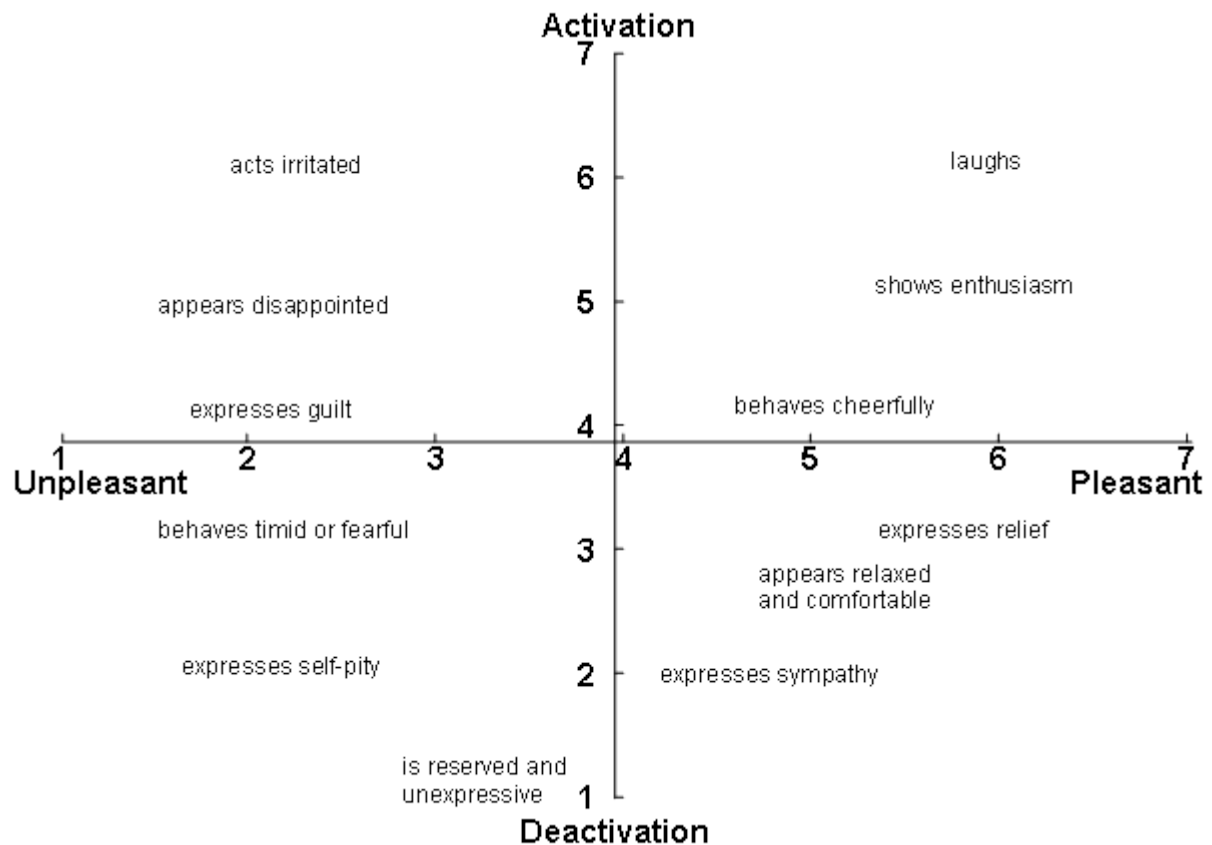 Activation
7
acts irritated
6
laughs
appears disappointed
5
shows enthusiasm
expresses guilt
4
behaves cheerfully
1 2 3 4 5 6 7
Unpleasant
Pleasant
behaves timid or fearful
3
expresses relief
appears relaxed
and comfortable
expresses self-pity
2
expresses sympathy
is reserved and
unexpressive
1
Deactivation